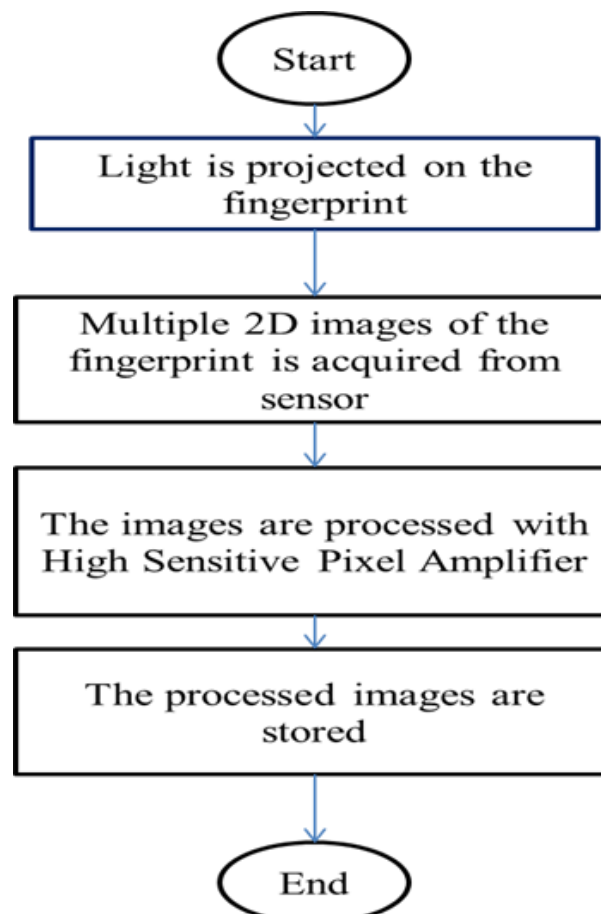 Start
Light is projected on the
fingerprint
Multiple 2D images of the
fingerprint is acquired from
sensor
The images are processed with
High Sensitive Pixel Amplifier
The processed images are
stored
End